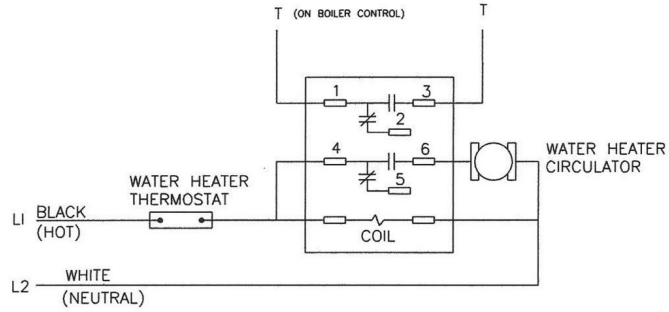 T (ON BOILER CONTROL)
T
1
3
2
4
6
5
WATER HEATER
CIRCULATOR
WATER HEATER
THERMOSTAT
L1 BLACK
(HOT)
COIL
L2 WHITE
(NEUTRAL)